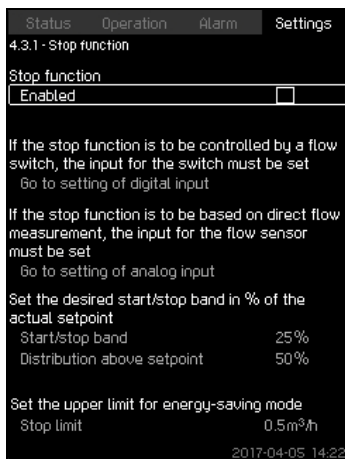 Status Operation Alarm Settings
4.3.1 - Stop function
Stop function
Enabled
If the stop function is to be controlled by a flow
switch, the input for the switch must be set
Go to setting of digital input
If the stop function is to be based on direct flow
measurement, the input for the flow sensor
must be set
Go to setting of analog input
Set the desired start/stop band in % of the
actual setpoint
Start/stop band 25%
Distribution above setpoint 50%
Set the upper limit for energy-saving mode
Stop limit 0.5m³/h
2017-04-05 14:22